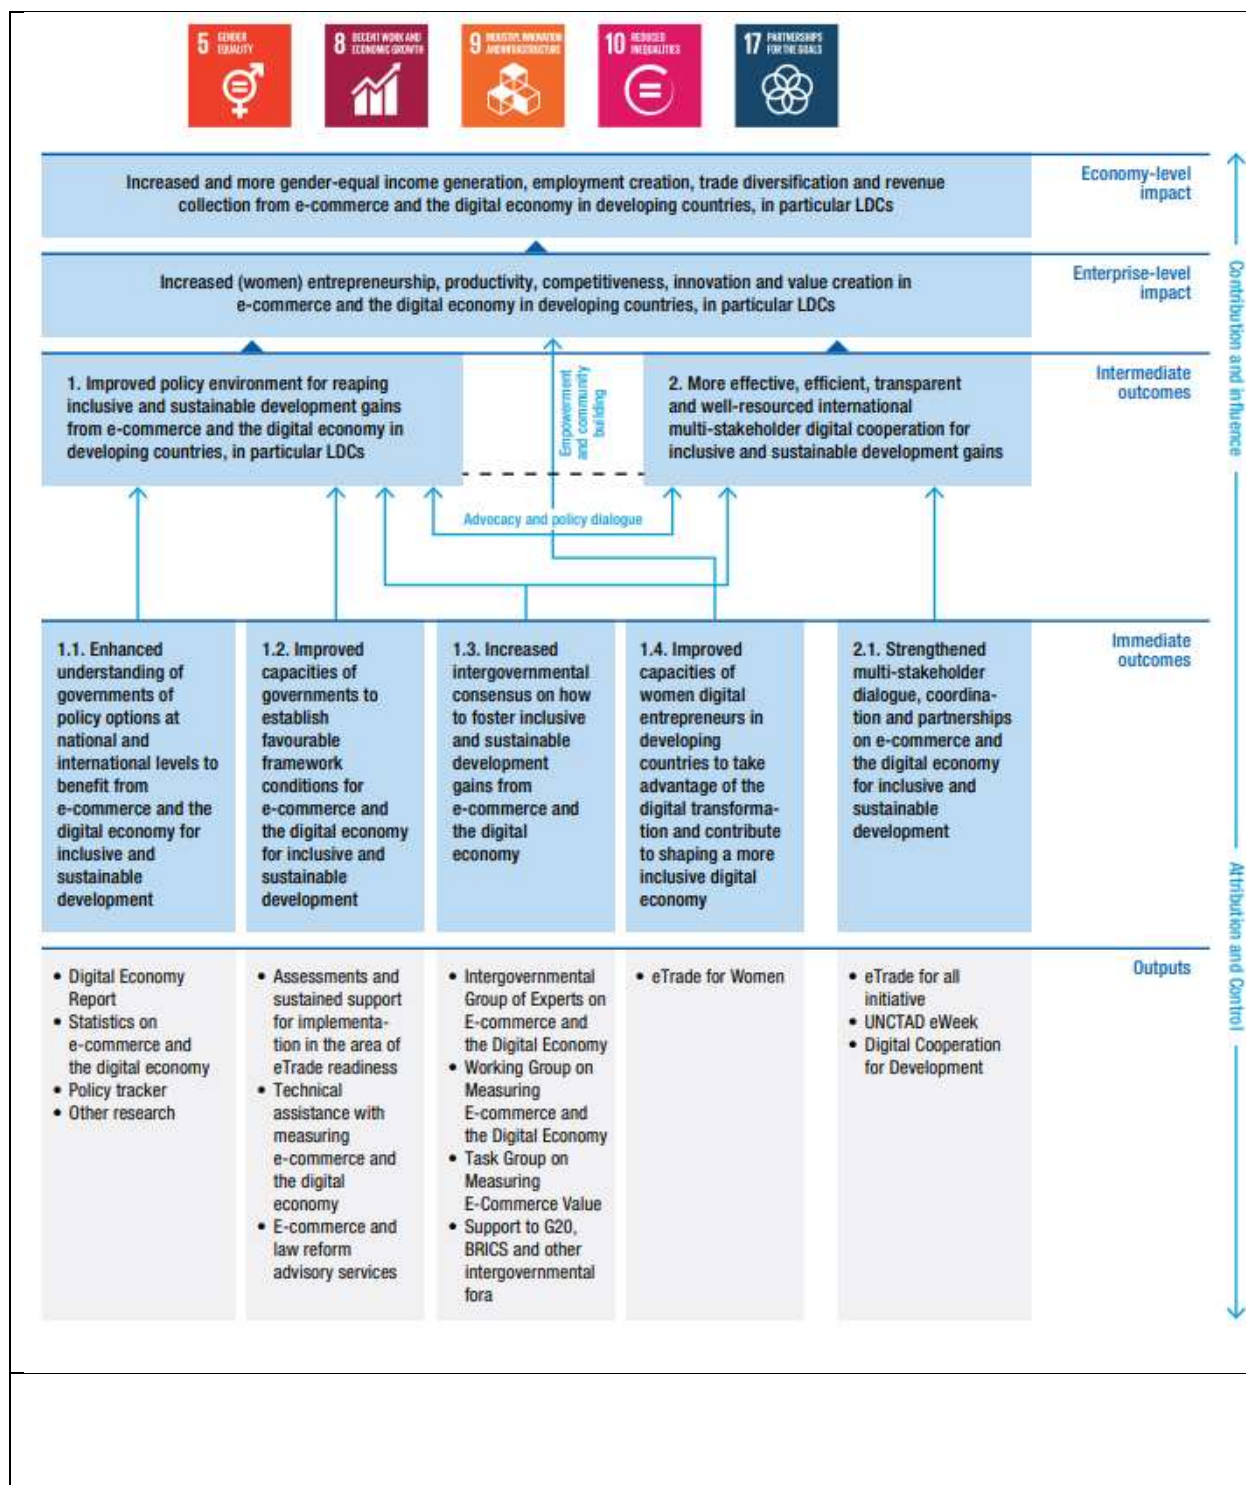 5 GENDER
EQUALITY
8 DECENT WORK AND
ECONOMIC GROWTH
9 INDUSTRY, INNOVATION
AND INFRASTRUCTURE
10 REDUCED
INEQUALITIES
17 PARTNERSHIPS
FOR THE GOALS
Increased and more gender-equal income generation, employment creation, trade diversification and revenue
collection from e-commerce and the digital economy in developing countries, in particular LDCs
Economy-level
impact
Increased (women) entrepreneurship, productivity, competitiveness, innovation and value creation in
e-commerce and the digital economy in developing countries, in particular LDCs
Enterprise-level
impact
1. Improved policy environment for reaping
inclusive and sustainable development gains
from e-commerce and the digital economy in
developing countries, in particular LDCs
Empowerment
and community
building
2. More effective, efficient, transparent
and well-resourced international
multi-stakeholder digital cooperation for
inclusive and sustainable development gains
Intermediate
outcomes
Advocacy and policy dialogue
1.1. Enhanced
understanding of
governments of
policy options at
national and
international levels to
benefit from
e-commerce and the
digital economy for
inclusive and
sustainable
development
1.2. Improved
capacities of
governments to
establish
favourable
framework
conditions for
e-commerce and
the digital economy
for inclusive and
sustainable
development
1.3. Increased
intergovernmental
consensus on how
to foster inclusive
and sustainable
development
gains from
e-commerce and
the digital
economy
1.4. Improved
capacities of
women digital
entrepreneurs in
developing
countries to take
advantage of the
digital transforma-
tion and contribute
to shaping a more
inclusive digital
economy
2.1. Strengthened
multi-stakeholder
dialogue, coordina-
tion and partnerships
on e-commerce and
the digital economy
for inclusive and
sustainable
development
Immediate
outcomes
• Digital Economy
Report
• Statistics on
e-commerce and
the digital economy
• Policy tracker
• Other research
• Assessments and
sustained support
for implementa-
tion in the area of
eTrade readiness
• Technical
assistance with
measuring
e-commerce and
the digital
economy
• E-commerce and
law reform
advisory services
• Intergovernmental
Group of Experts on
E-commerce and
the Digital Economy
• Working Group on
Measuring
E-commerce and
the Digital Economy
• Task Group on
Measuring
E-Commerce Value
• Support to G20,
BRICS and other
intergovernmental
fora
• eTrade for Women
• eTrade for all
initiative
• UNCTAD eWeek
• Digital Cooperation
for Development
Outputs
Contribution and influence
Attribution and Control